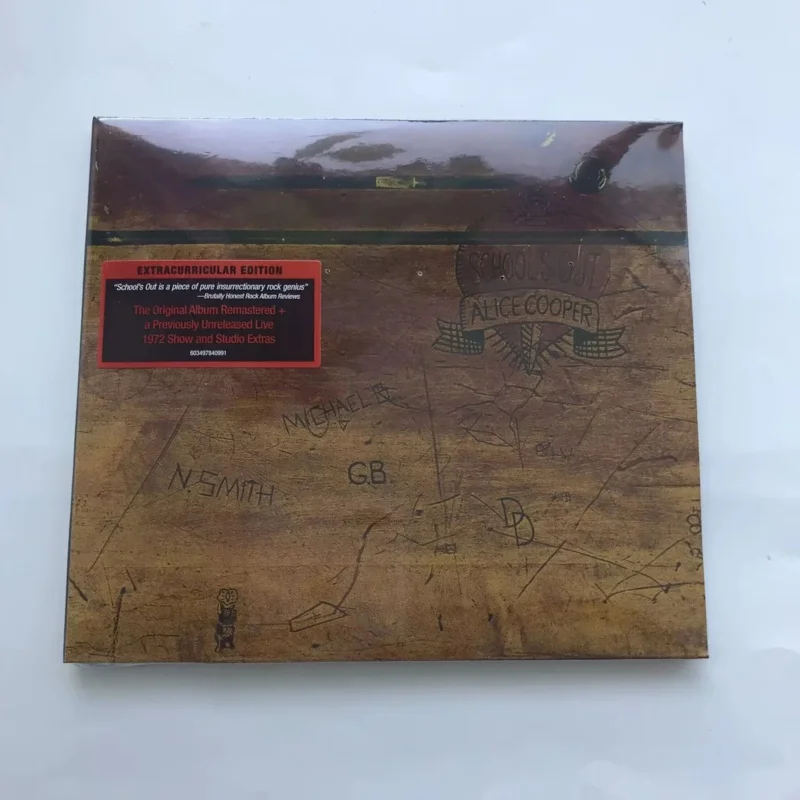 EXTRACURRICULAR EDITION
"School's Out is a piece of pure insurrectionary rock genius"
—Brutally Honest Rock Album Reviews
The Original Album Remastered +
a Previously Unreleased Live
1972 Show and Studio Extras
603497840991
SCHOOL'S OUT
ALICE COOPER
MICHAEL B
N. SMITH
G.B.
DD